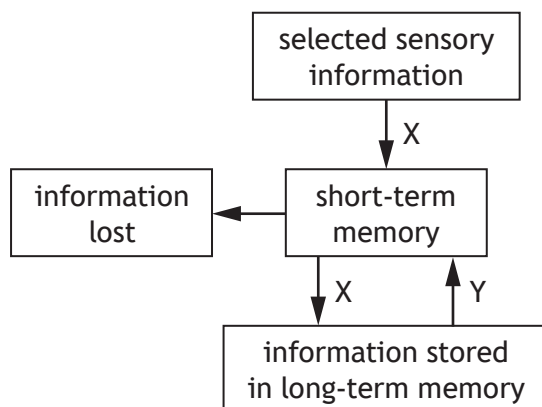 selected sensory
information
X
information
lost
short-term
memory
X
Y
information stored
in long-term memory